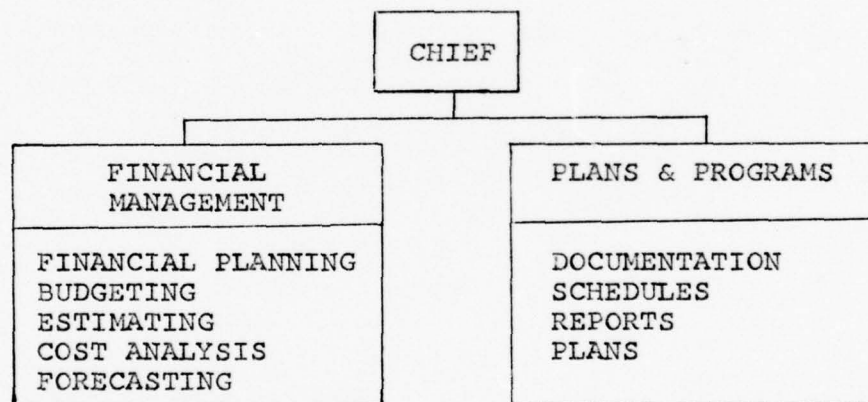 CHIEF
FINANCIAL
MANAGEMENT
FINANCIAL PLANNING
BUDGETING
ESTIMATING
COST ANALYSIS
FORECASTING
PLANS & PROGRAMS
DOCUMENTATION
SCHEDULES
REPORTS
PLANS